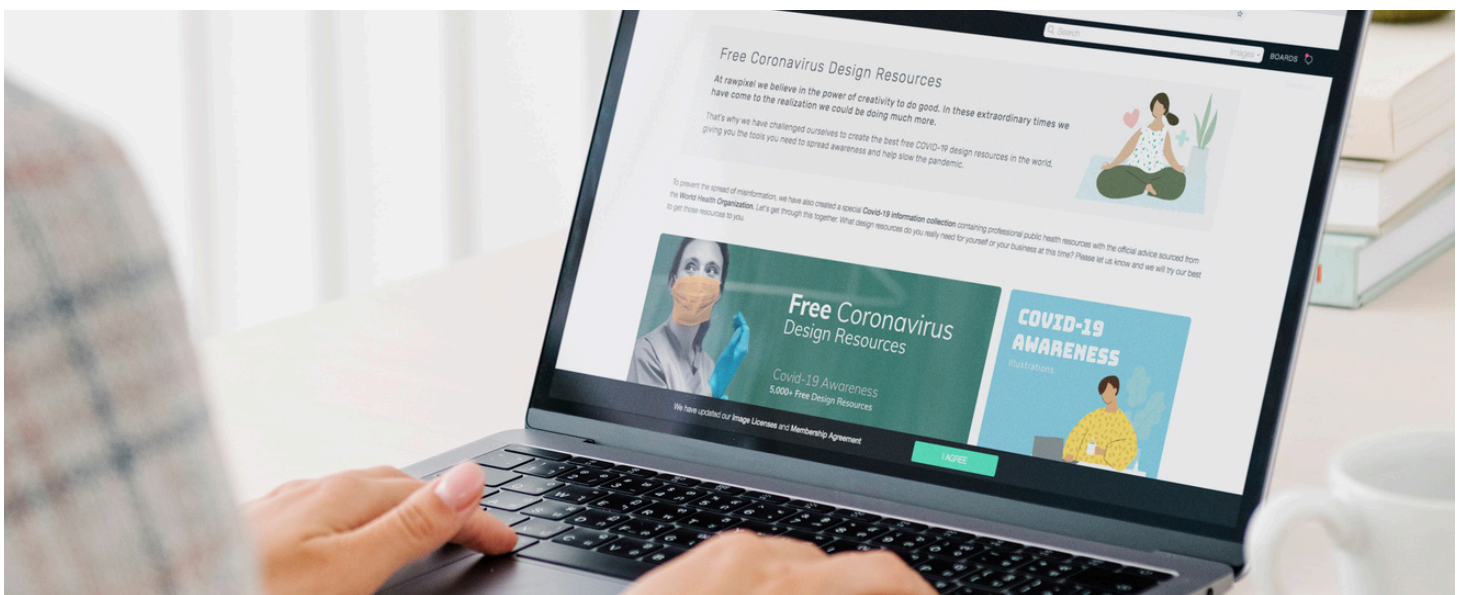 Search
Images
BOARDS
Free Coronavirus Design Resources
At rawpixel we believe in the power of creativity to do good. In these extraordinary times we
have come to the realization we could be doing much more.
That's why we have challenged ourselves to create the best free COVID-19 design resources in the world,
giving you the tools you need to spread awareness and help slow the pandemic.
To prevent the spread of misinformation, we have also created a special Covid-19 information collection containing professional public health resources with the official advice sourced from
the World Health Organization. Let's get through this together. What design resources do you really need for yourself or your business at this time? Please let us know and we will try our best
to get those resources to you.
Free Coronavirus
Design Resources
Covid-19 Awareness
5,000+ Free Design Resources
COVID-19
AWARENESS
Illustrations
We have updated our Image Licenses and Membership Agreement
I AGREE